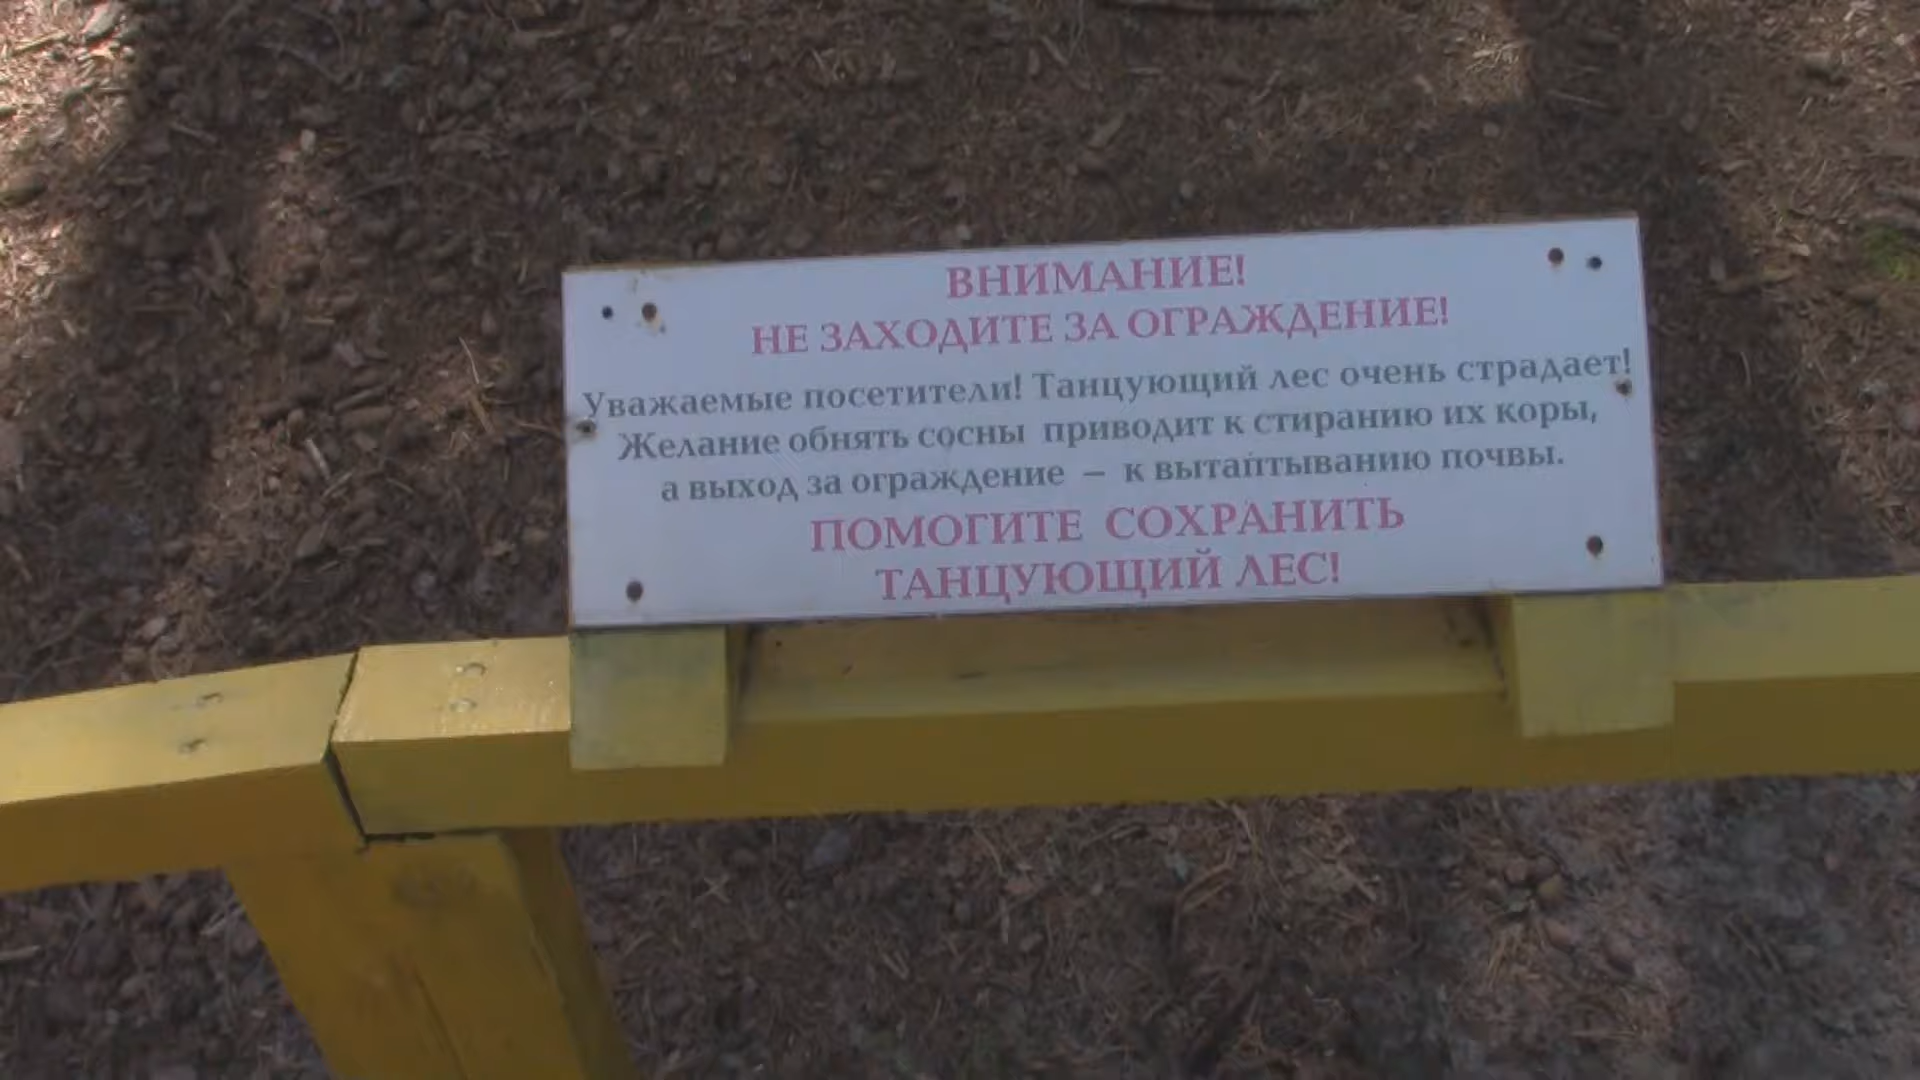 ВНИМАНИЕ!
НЕ ЗАХОДИТЕ ЗА ОГРАЖДЕНИЕ!
Уважаемые посетители! Танцующий лес очень страдает!
Желание обнять сосны приводит к стиранию их коры,
а выход за ограждение – к вытаптыванию почвы.
ПОМОГИТЕ СОХРАНИТЬ
ТАНЦУЮЩИЙ ЛЕС!